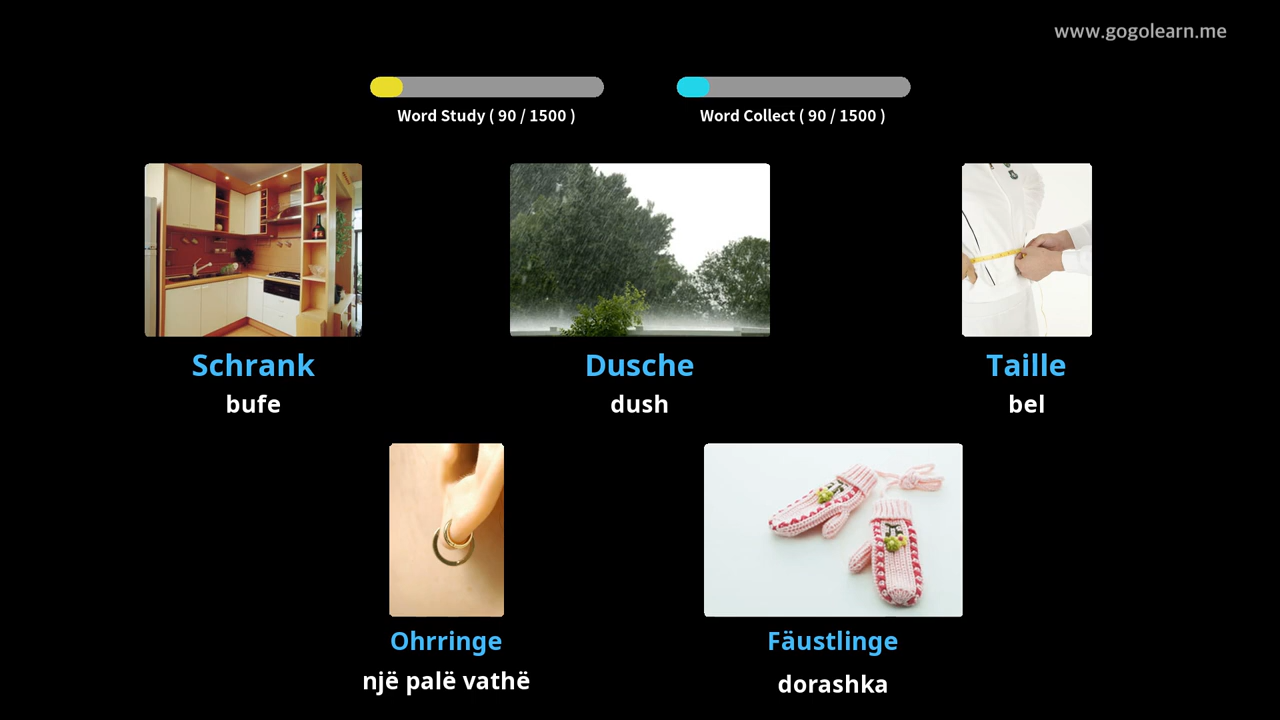 www.gogolearn.me
Word Study ( 90 / 1500 )
Word Collect ( 90 / 1500 )
Schrank
Dusche
Taille
bufe
dush
bel
Ohrringe
Fäustlinge
një palë vathë
dorashka